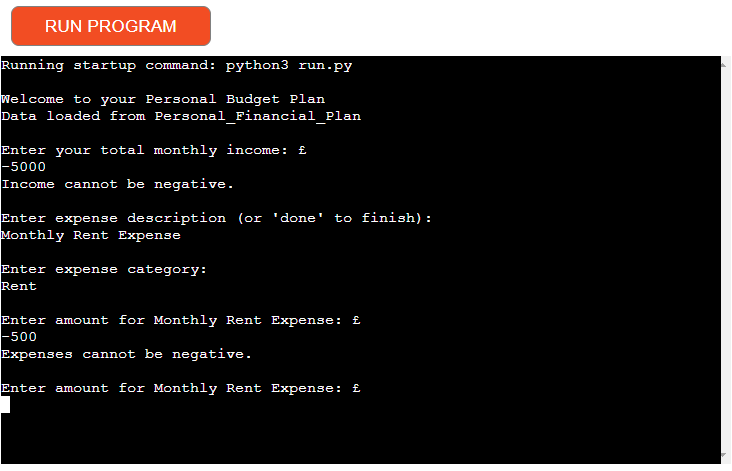 RUN PROGRAM
Running startup command: python3 run.py
Welcome to your Personal Budget Plan
Data loaded from Personal_Financial_Plan
Enter your total monthly income: £
-5000
Income cannot be negative.
Enter expense description (or 'done' to finish):
Monthly Rent Expense
Enter expense category:
Rent
Enter amount for Monthly Rent Expense: £
-500
Expenses cannot be negative.
Enter amount for Monthly Rent Expense: £